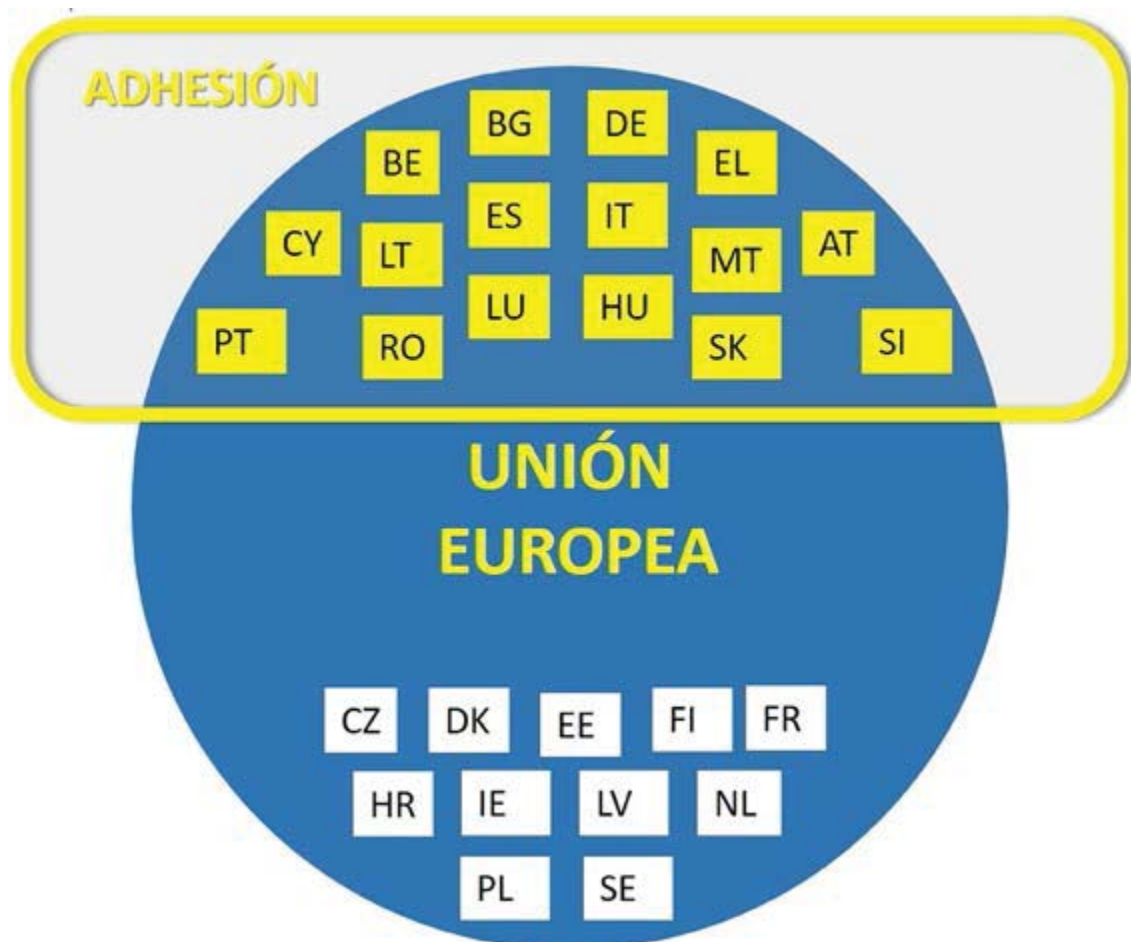 ADHESIÓN
BG DE
BE EL
ES IT
CY LT MT AT
LU HU
PT RO SK SI
UNIÓN
EUROPEA
CZ DK EE FI FR
HR IE LV NL
PL SE